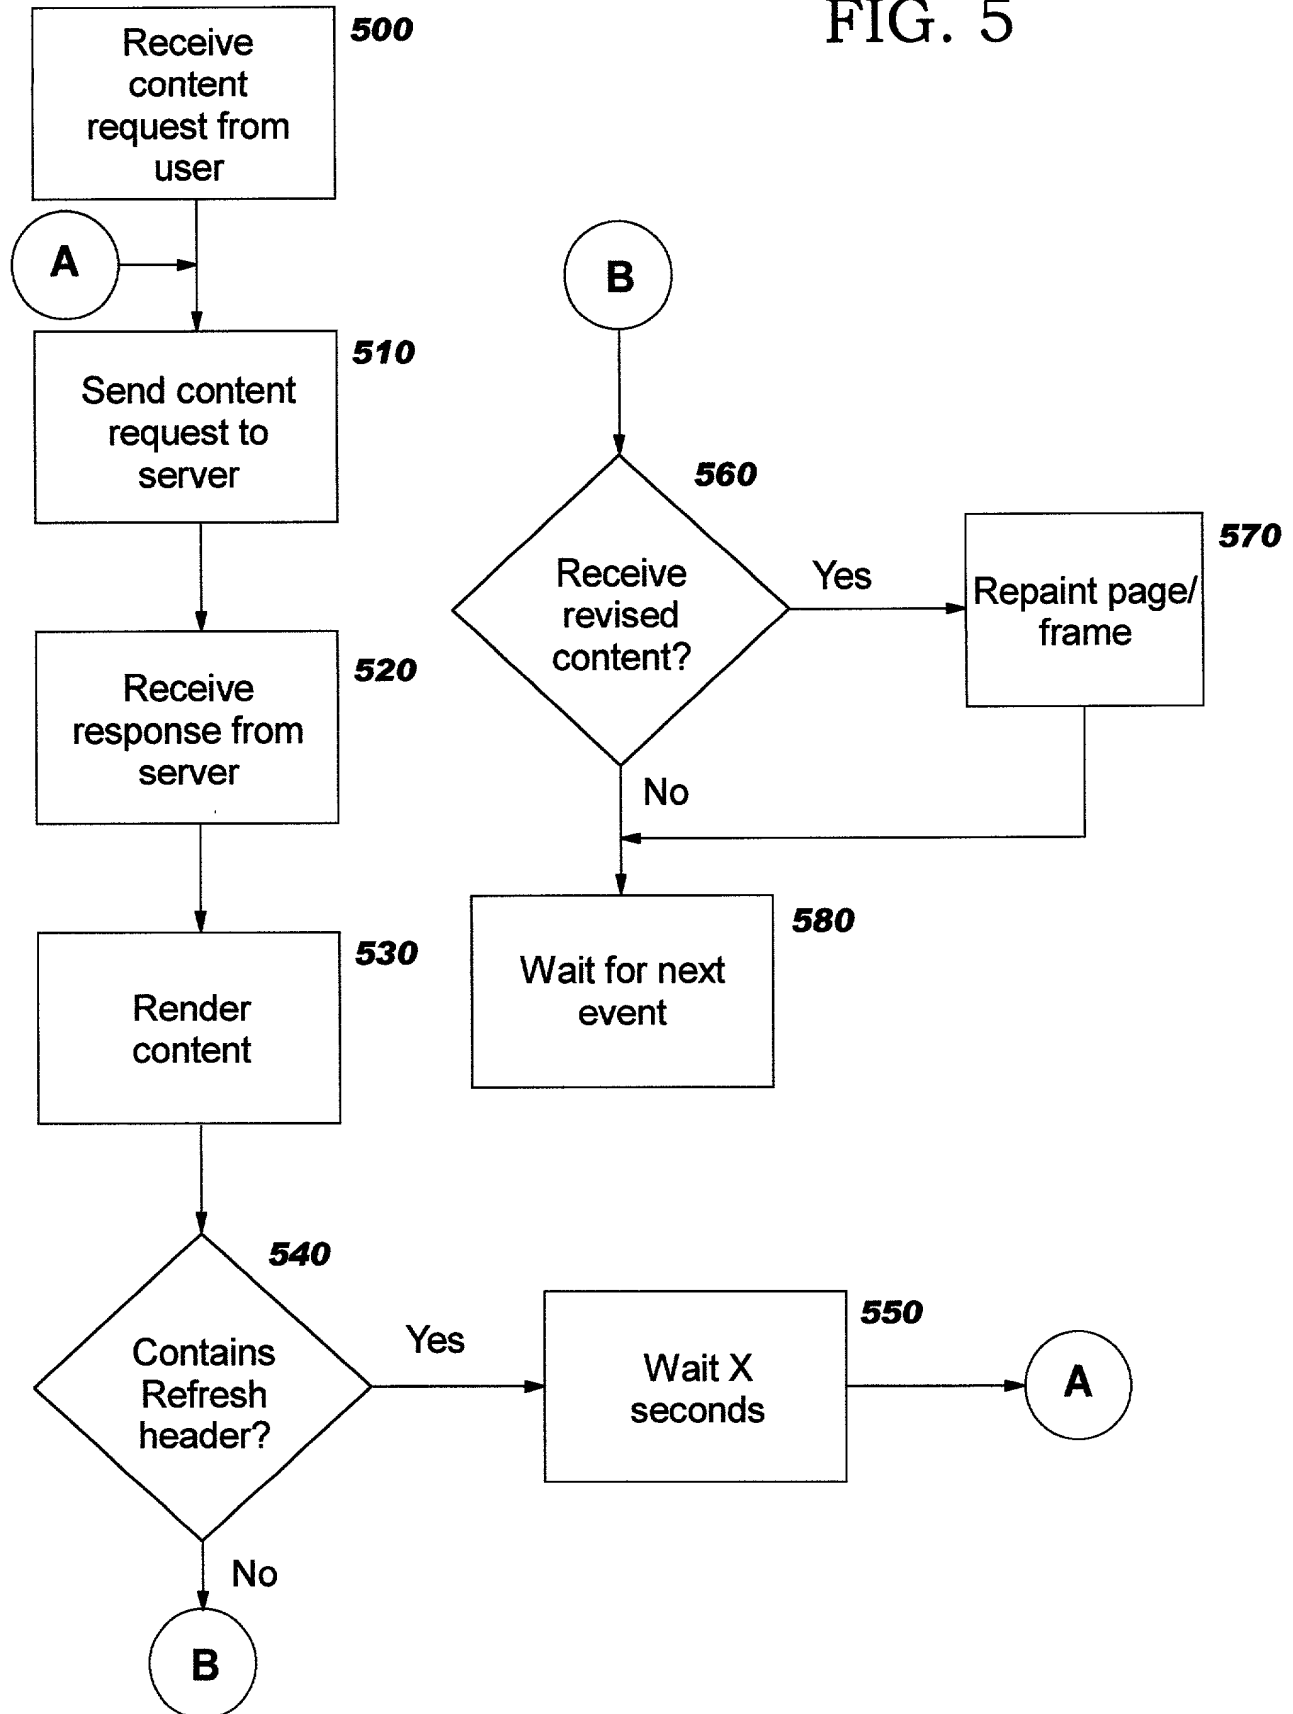 FIG. 5
500
Receive
content
request from
user
A
510
Send content
request to
server
520
Receive
response from
server
530
Render
content
540
Contains
Refresh
header?
Yes
No
B
550
Wait X
seconds
A
B
560
Receive
revised
content?
Yes
No
570
Repaint page/
frame
580
Wait for next
event